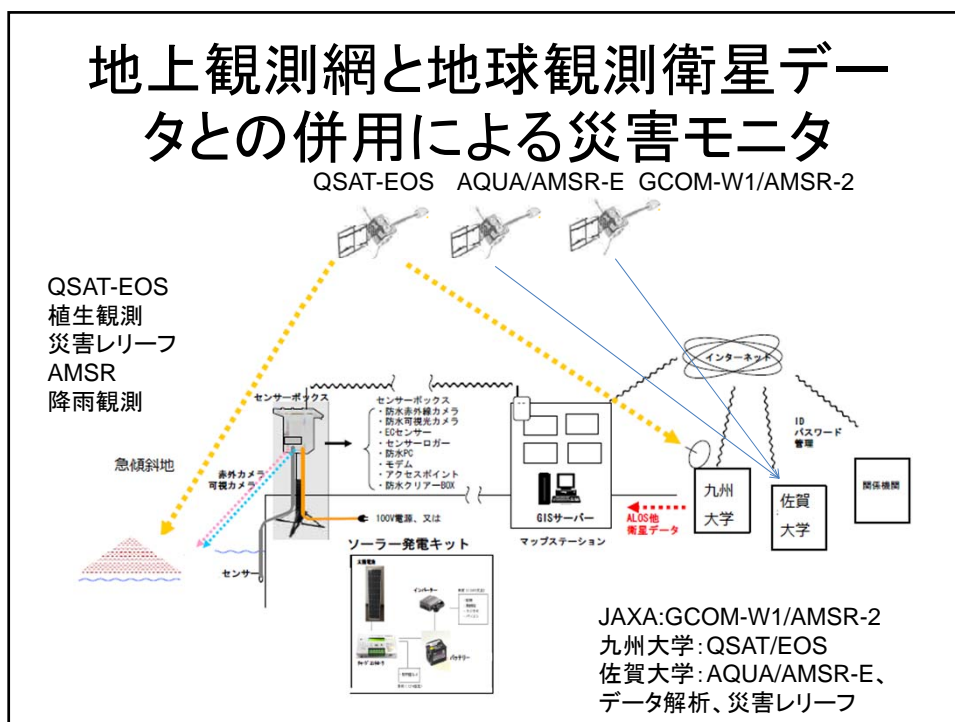 地上観測網と地球観測衛星デー
タとの併用による災害モニタ
QSAT-EOS AQUA/AMSR-E GCOM-W1/AMSR-2
QSAT-EOS
植生観測
災害レリーフ
AMSR
降雨観測
センサーボックス
センサーボックス
・防水赤外線カメラ
・防水可視光カメラ
・ECセンサー
・センサーロガー
・防水PC
・モデム
・アクセスポイント
・防水クリアーBOX
インターネット
ID
パスワード
管理
急傾斜地
赤外カメラ
可視カメラ
100V電源、又は
センサー
GISサーバー
マップステーション
ALOS他
衛星データ
九州
大学
佐賀
大学
関係機関
ソーラー発電キット
太陽電池
インバーター
バッテリー
JAXA:GCOM-W1/AMSR-2
九州大学:QSAT/EOS
佐賀大学:AQUA/AMSR-E、
データ解析、災害レリーフ